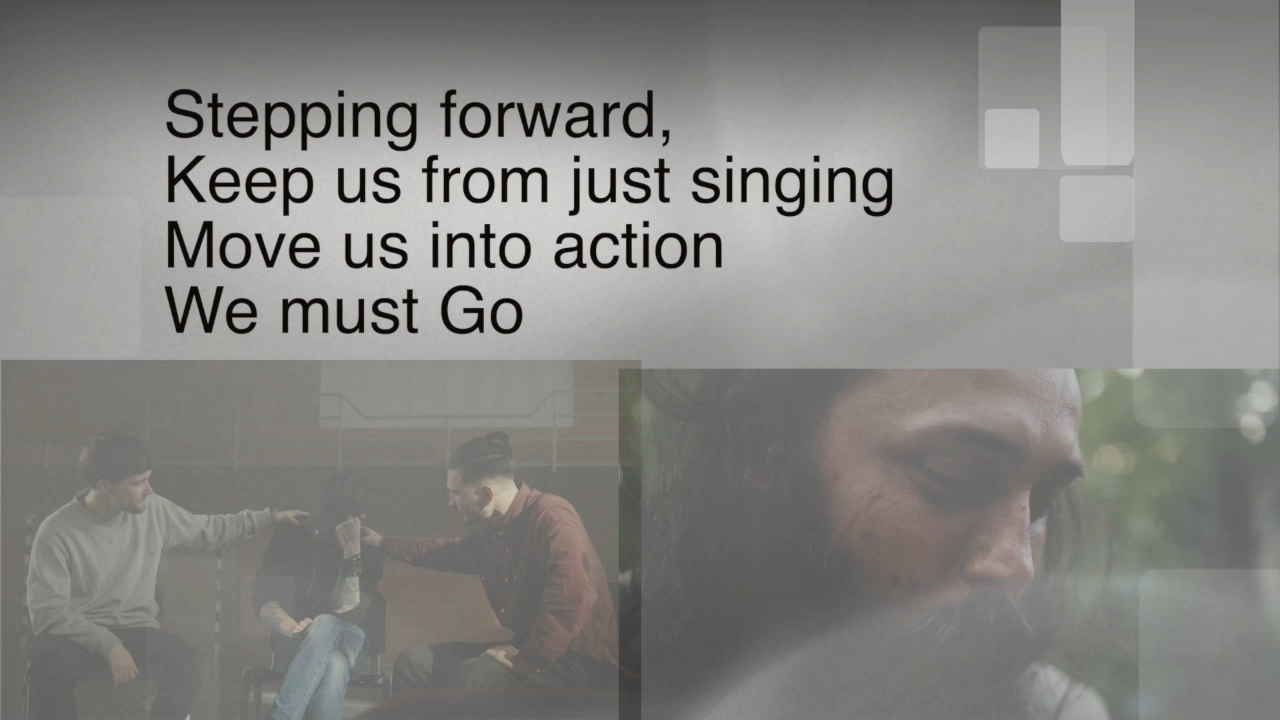 Stepping forward,
Keep us from just singing
Move us into action
We must Go